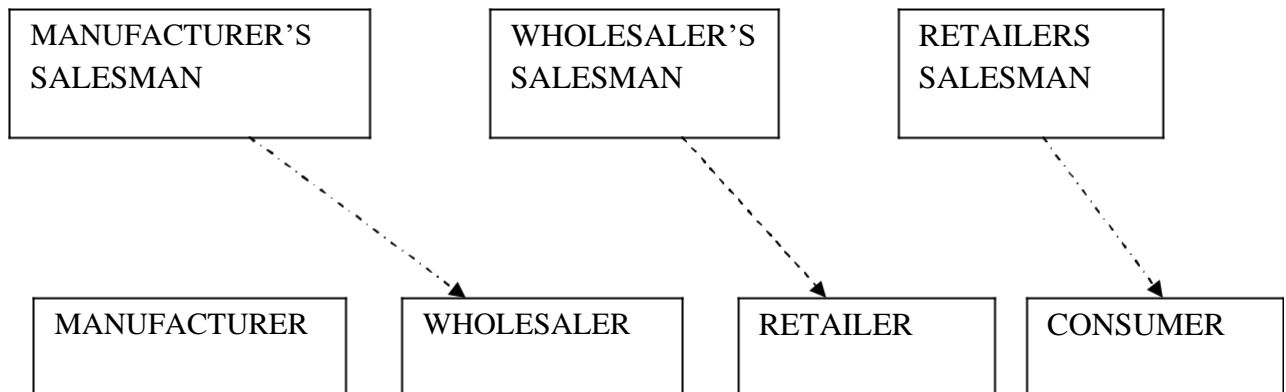 MANUFACTURER’S
SALESMAN
WHOLESALER’S
SALESMAN
RETAILERS
SALESMAN
MANUFACTURER
WHOLESALER
RETAILER
CONSUMER